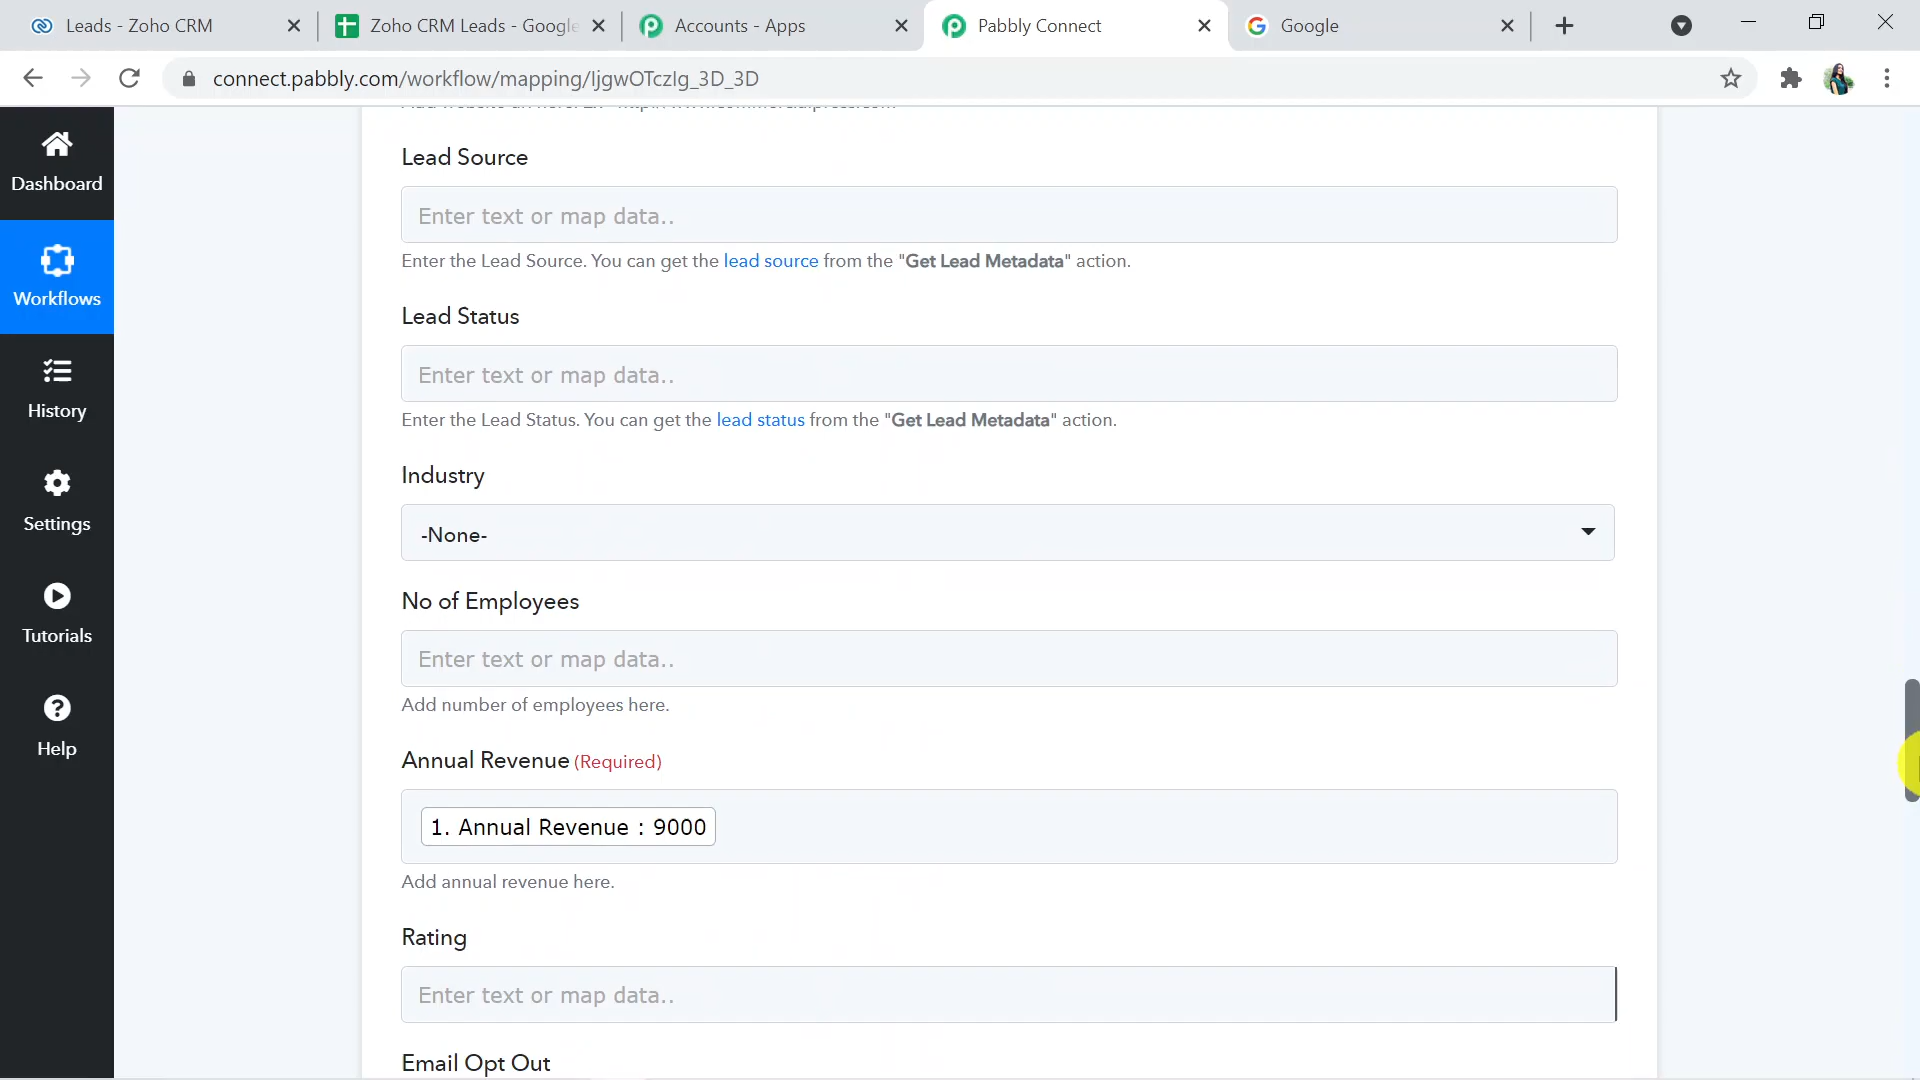 Leads - Zoho CRM
Zoho CRM Leads - Google
Accounts - Apps
Pabbly Connect
Google
connect.pabbly.com/workflow/mapping/ljgwOTczIg_3D_3D
Dashboard
Workflows
History
Settings
Tutorials
Help
Lead Source
Enter text or map data..
Enter the Lead Source. You can get the lead source from the "Get Lead Metadata" action.
Lead Status
Enter text or map data..
Enter the Lead Status. You can get the lead status from the "Get Lead Metadata" action.
Industry
-None-
No of Employees
Enter text or map data..
Add number of employees here.
Annual Revenue (Required)
1. Annual Revenue : 9000
Add annual revenue here.
Rating
Enter text or map data..
Email Opt Out